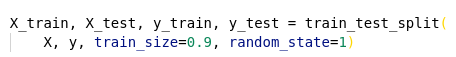 X_train, X_test, y_train, y_test = train_test_split(
    X, y, train_size=0.9, random_state=1)